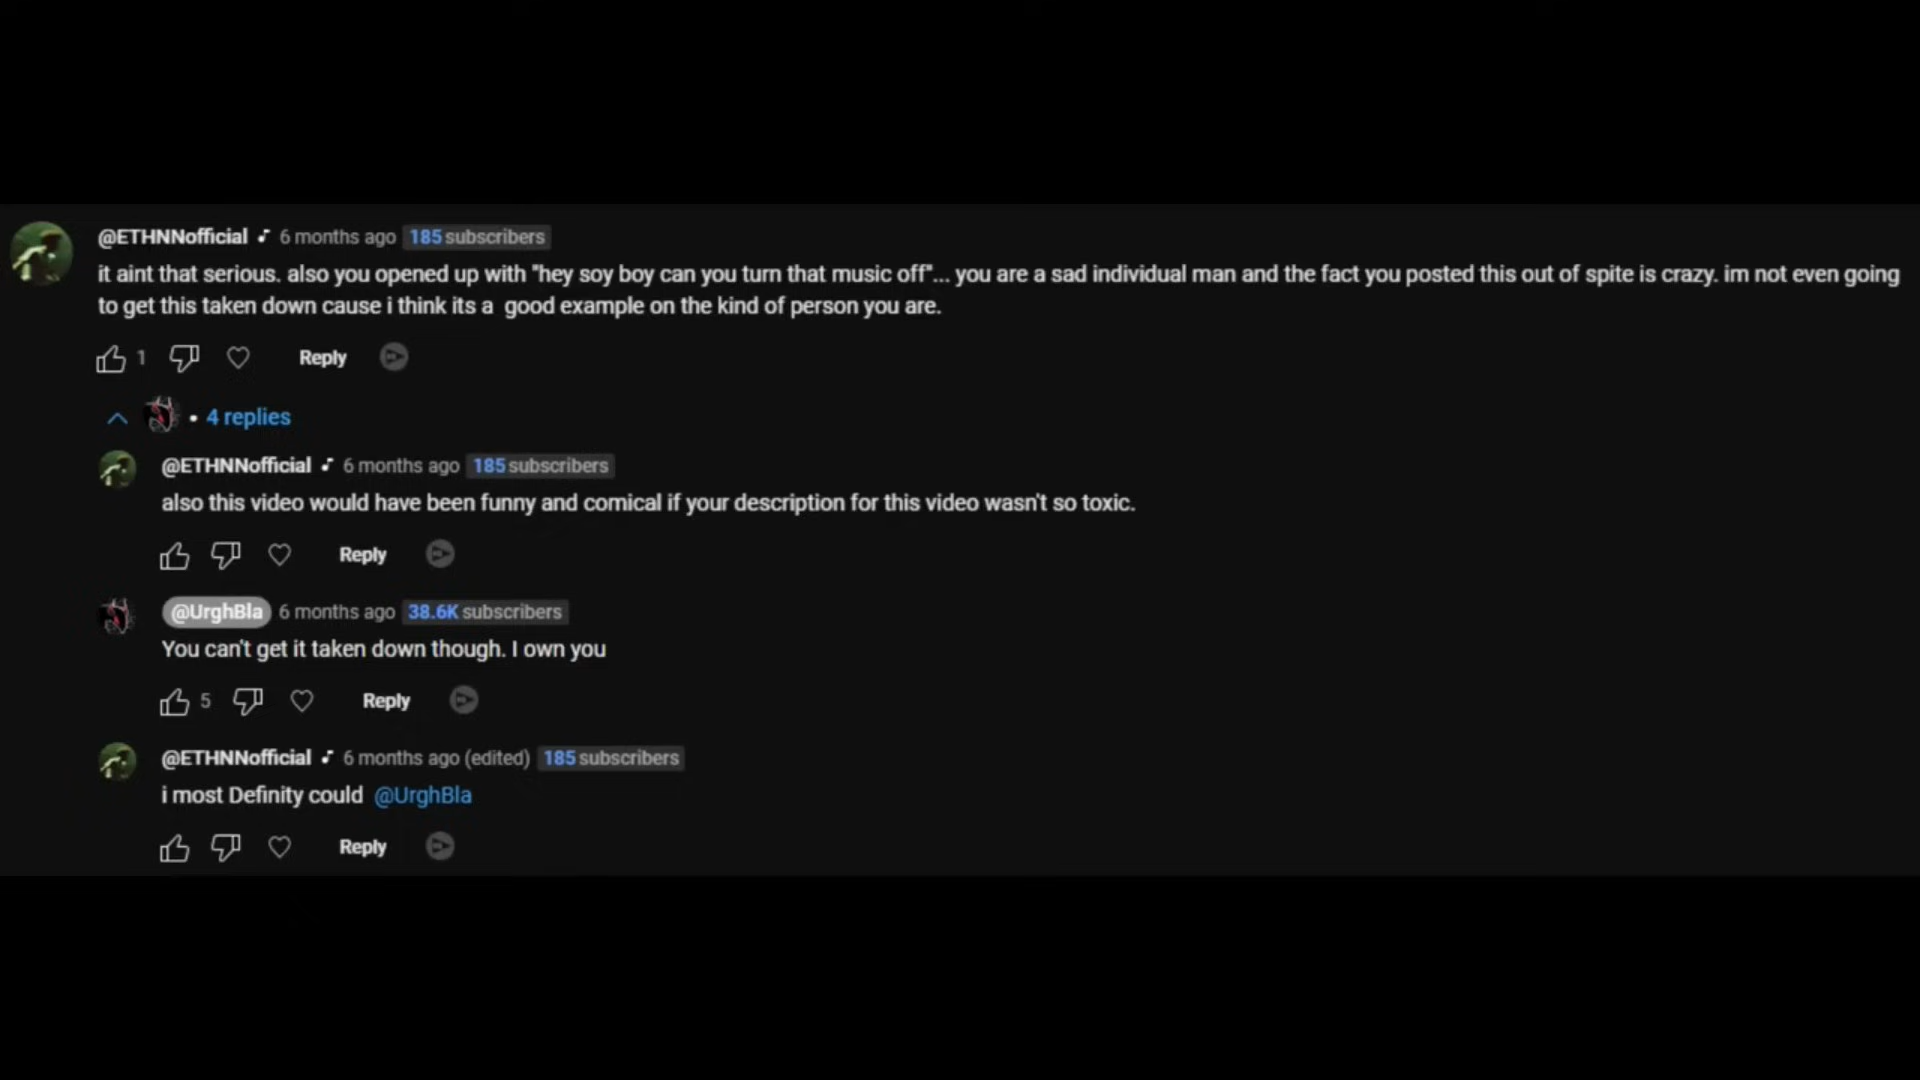 @ETHNNofficial 6 months ago 185 subscribers
it aint that serious. also you opened up with "hey soy boy can you turn that music off"... you are a sad individual man and the fact you posted this out of spite is crazy. im not even going
to get this taken down cause i think its a good example on the kind of person you are.
1 Reply
• 4 replies
@ETHNNofficial 6 months ago 185 subscribers
also this video would have been funny and comical if your description for this video wasn't so toxic.
Reply
@UrghBla 6 months ago 38.6K subscribers
You can't get it taken down though. I own you
5 Reply
@ETHNNofficial 6 months ago (edited) 185 subscribers
i most Definity could @UrghBla
Reply